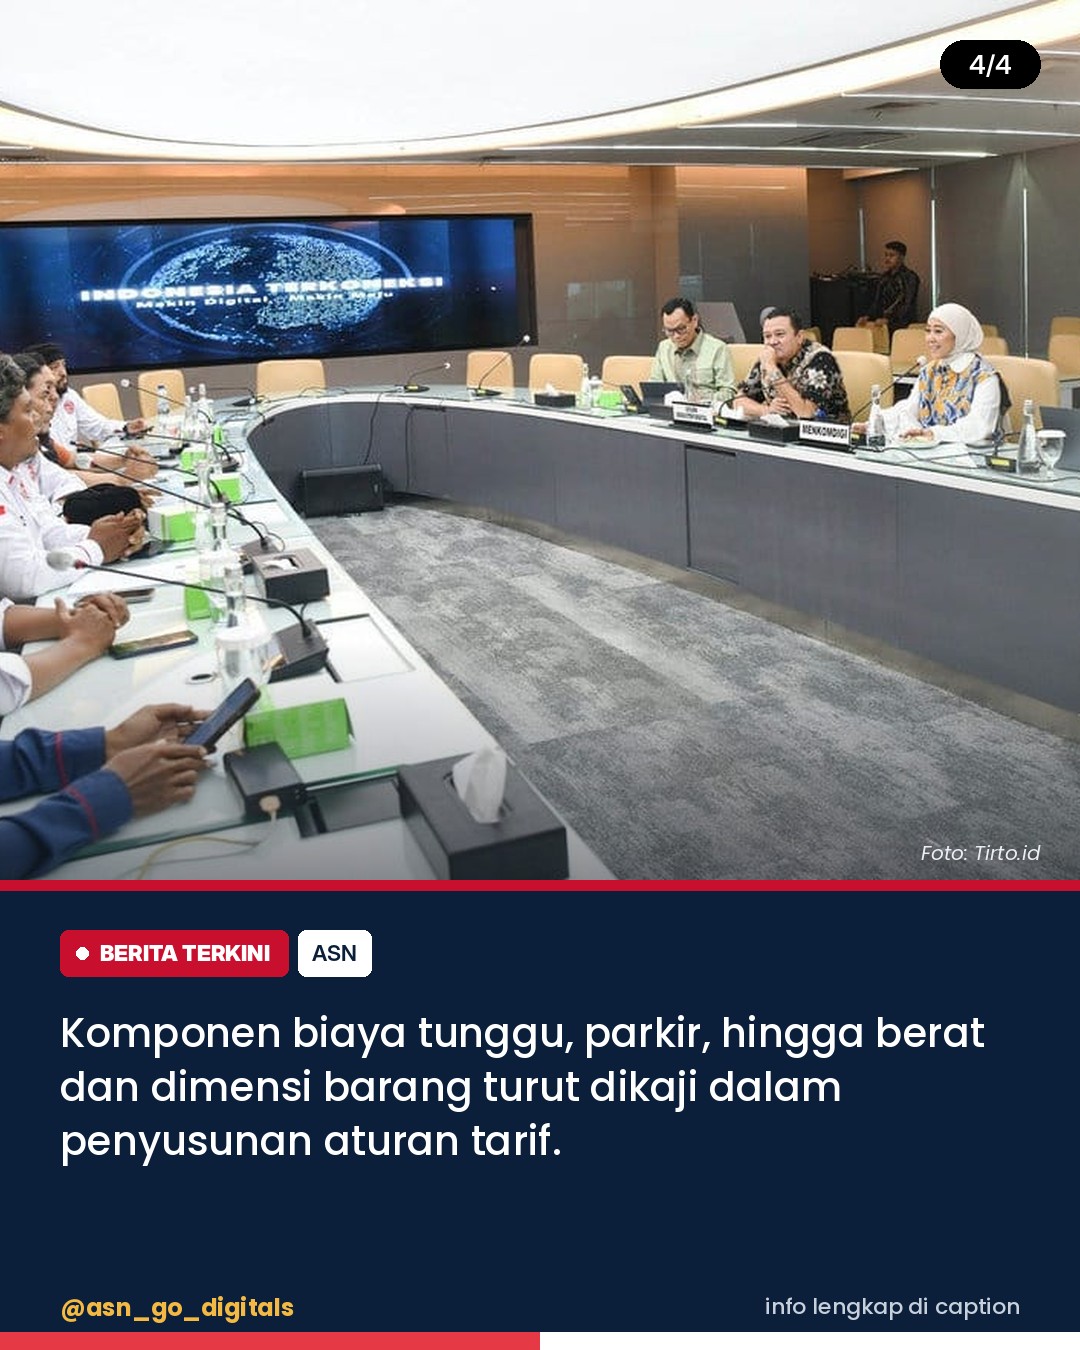 4/4
INDONESIA TERKONEKSI
Makin Digital, Makin Maju
MENKOMDIGI
Foto: Tirto.id
BERITA TERKINI
ASN
Komponen biaya tunggu, parkir, hingga berat
dan dimensi barang turut dikaji dalam
penyusunan aturan tarif.
@asn_go_digitals
info lengkap di caption